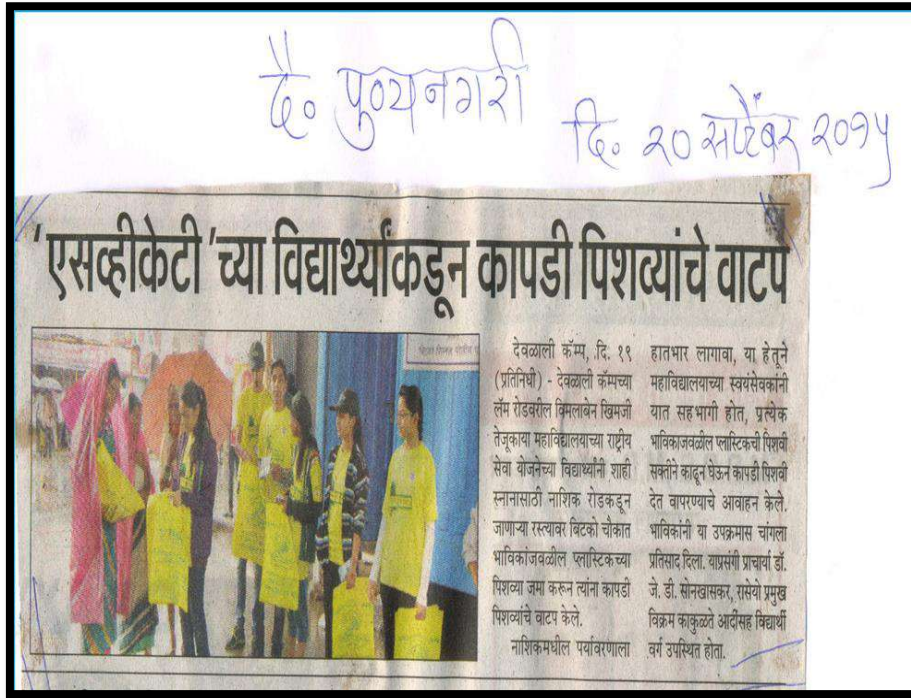 दै. पुण्यनगरी
दि. २० सप्टेंबर २०१५
'एसव्हीकेटी'च्या विद्यार्थ्यांकडून कापडी पिशव्यांचे वाटप
देवळाली कॅम्प, दि. १९
(प्रतिनिधी) - देवळाली कॅम्पच्या
लॅम रोडवरील विमलाबेन खिमजी
तेजूकाया महाविद्यालयाच्या राष्ट्रीय
सेवा योजनेच्या विद्यार्थ्यांनी शाही
स्नानासाठी नाशिक रोडकडून
जाणाऱ्या रस्त्यावर बिटको चौकात
भाविकांजवळील प्लास्टिकच्या
पिशव्या जमा करून त्यांना कापडी
पिशव्यांचे वाटप केले.
नाशिकमधील पर्यावरणाला
हातभार लागावा, या हेतूने
महाविद्यालयाच्या स्वयंसेवकांनी
यात सहभागी होत, प्रत्येक
भाविकाजवळील प्लास्टिकची पिशवी
सक्तीने काढून घेऊन कापडी पिशवी
देत वापरण्याचे आवाहन केले.
भाविकांनी या उपक्रमास चांगला
प्रतिसाद दिला. याप्रसंगी प्राचार्या डॉ.
जे. डी. सोनखासकर, रासेयो प्रमुख
विक्रम काकुळते आदींसह विद्यार्थी
वर्ग उपस्थित होता.